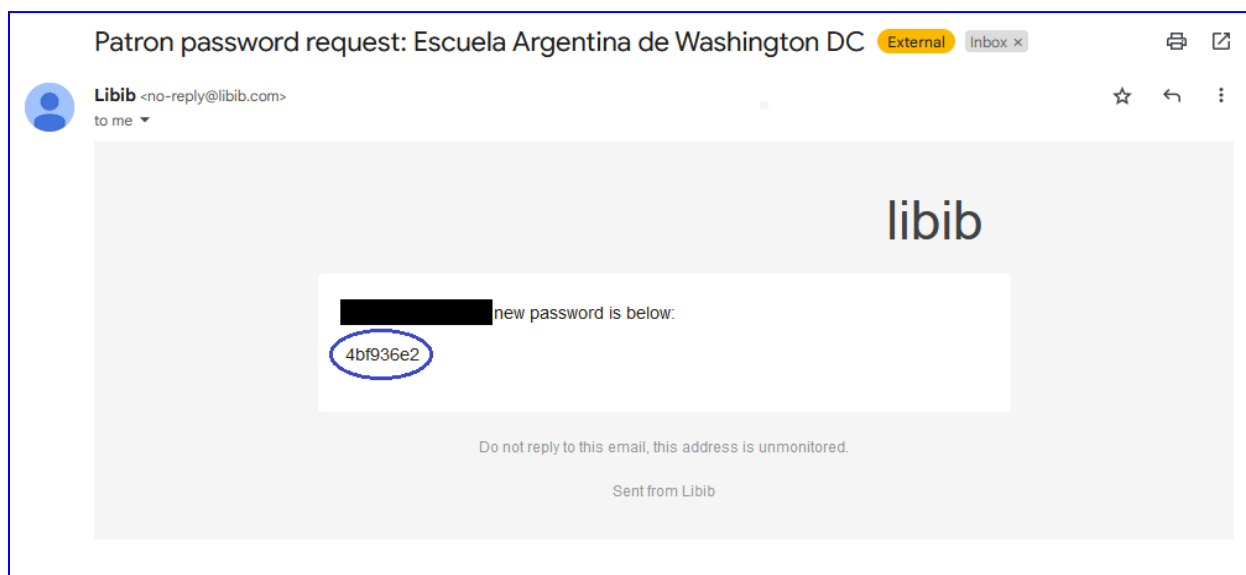 Patron password request: Escuela Argentina de Washington DC External Inbox ×
Libib <no-reply@libib.com>
to me
libib
new password is below:
4bf936e2
Do not reply to this email, this address is unmonitored.
Sent from Libib